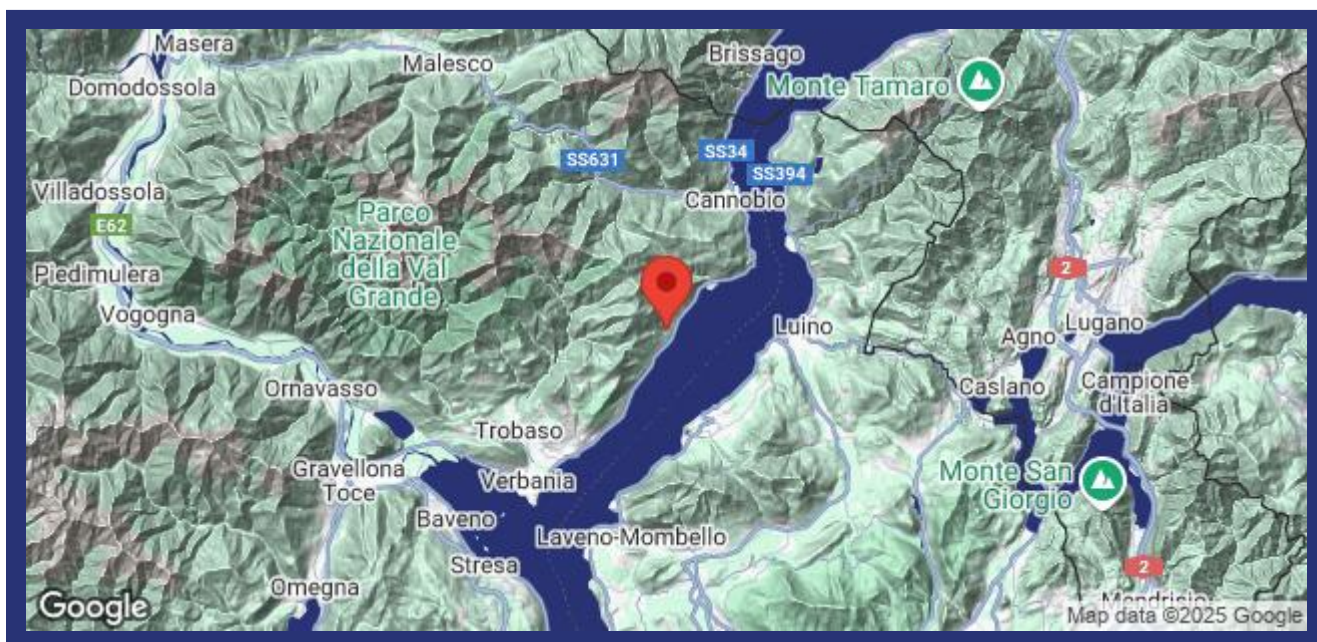 Masera
Brissago
Malesco
Monte Tamaro
Domodossola
SS34
SS631
SS394
Villadossola
Cannobio
Parco
Nazionale
della Val
Grande
E62
Piedimulera
2
Vogogna
Luino
Lugano
Agno
Ornavasso
Caslano
Campione
d'Italia
Trobaso
Gravellona
Toce
Verbania
Monte San
Giorgio
Baveno
Laveno-Mombello
Stresa
2
Omegna
Mendrisio
Google
Map data ©2025 Google